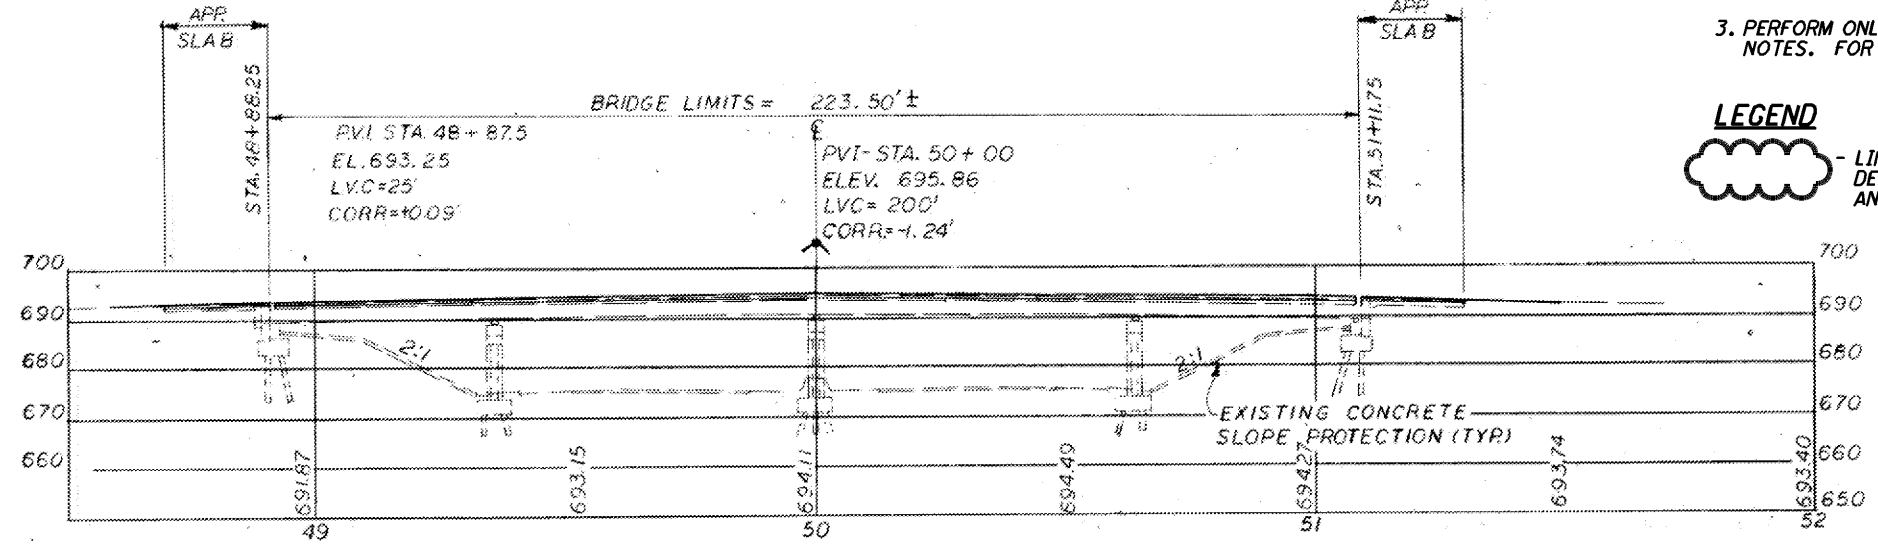 APP.
SLAB
APP.
SLAB
3. PERFORM ONL
NOTES. FOR
STA. 48+88.25
BRIDGE LIMITS = 223.50'±
STA. 51+11.75
LEGEND
P.V.I. STA. 48+87.5
EL. 693.25
L.V.C=25'
CORR=+0.09'
℄
PVI-STA. 50+00
ELEV. 695.86
LVC= 200'
CORR.=-1.24'
- LI
DE
AN
700
700
690
690
2:1
2:1
680
680
670
670
EXISTING CONCRETE
SLOPE PROTECTION (TYP.)
660
660
691.87
693.15
694.11
694.49
694.27
693.74
693.40
650
49
50
51
52